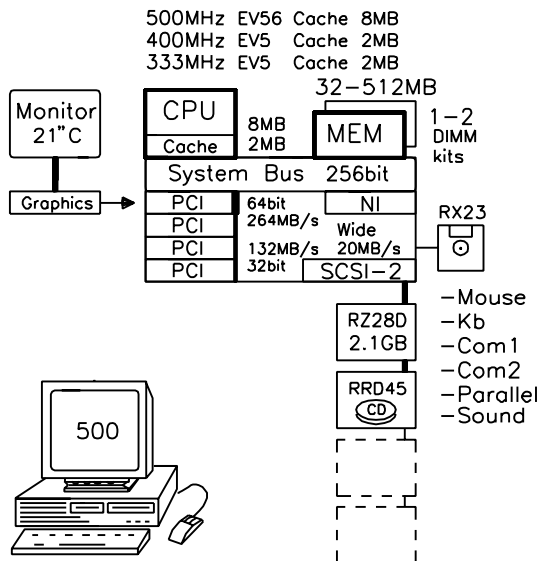 500MHz EV56 Cache 8MB
400MHz EV5 Cache 2MB
333MHz EV5 Cache 2MB
32-512MB
Monitor
21"C
CPU
Cache
8MB
2MB
MEM
1-2
DIMM
kits
System Bus 256bit
Graphics
PCI
PCI
PCI
PCI
64bit
264MB/s
132MB/s
32bit
NI
Wide
20MB/s
SCSI-2
RX23
RZ28D
2.1GB
RRD45
CD
-Mouse
-Kb
-Com1
-Com2
-Parallel
-Sound
500